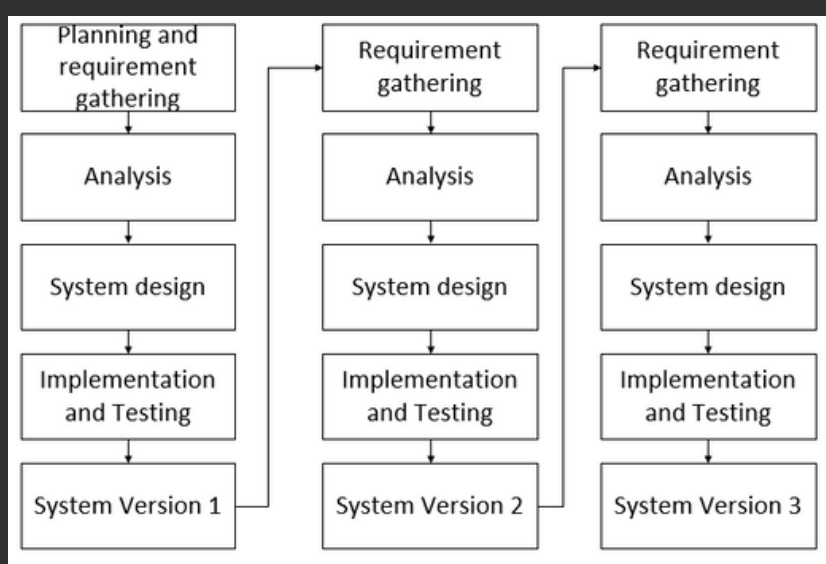 Planning and
requirement
gathering
Analysis
System design
Implementation
and Testing
System Version 1
Requirement
gathering
Analysis
System design
Implementation
and Testing
System Version 2
Requirement
gathering
Analysis
System design
Implementation
and Testing
System Version 3